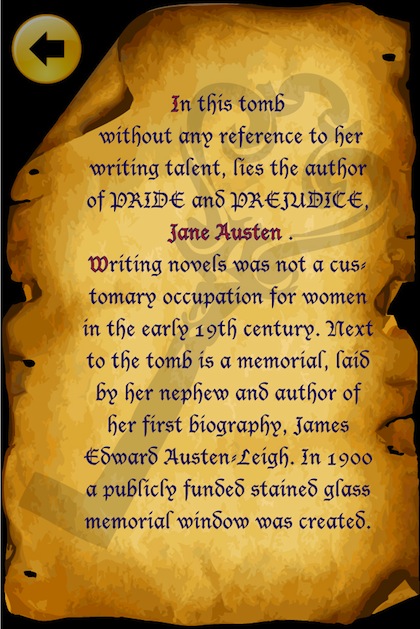 In this tomb
without any reference to her
writing talent, lies the author
of PRIDE and PREJUDICE,
Jane Austen .
Writing novels was not a cus-
tomary occupation for women
in the early 19th century. Next
to the tomb is a memorial, laid
by her nephew and author of
her first biography, James
Edward Austen-Leigh. In 1900
a publicly funded stained glass
memorial window was created.